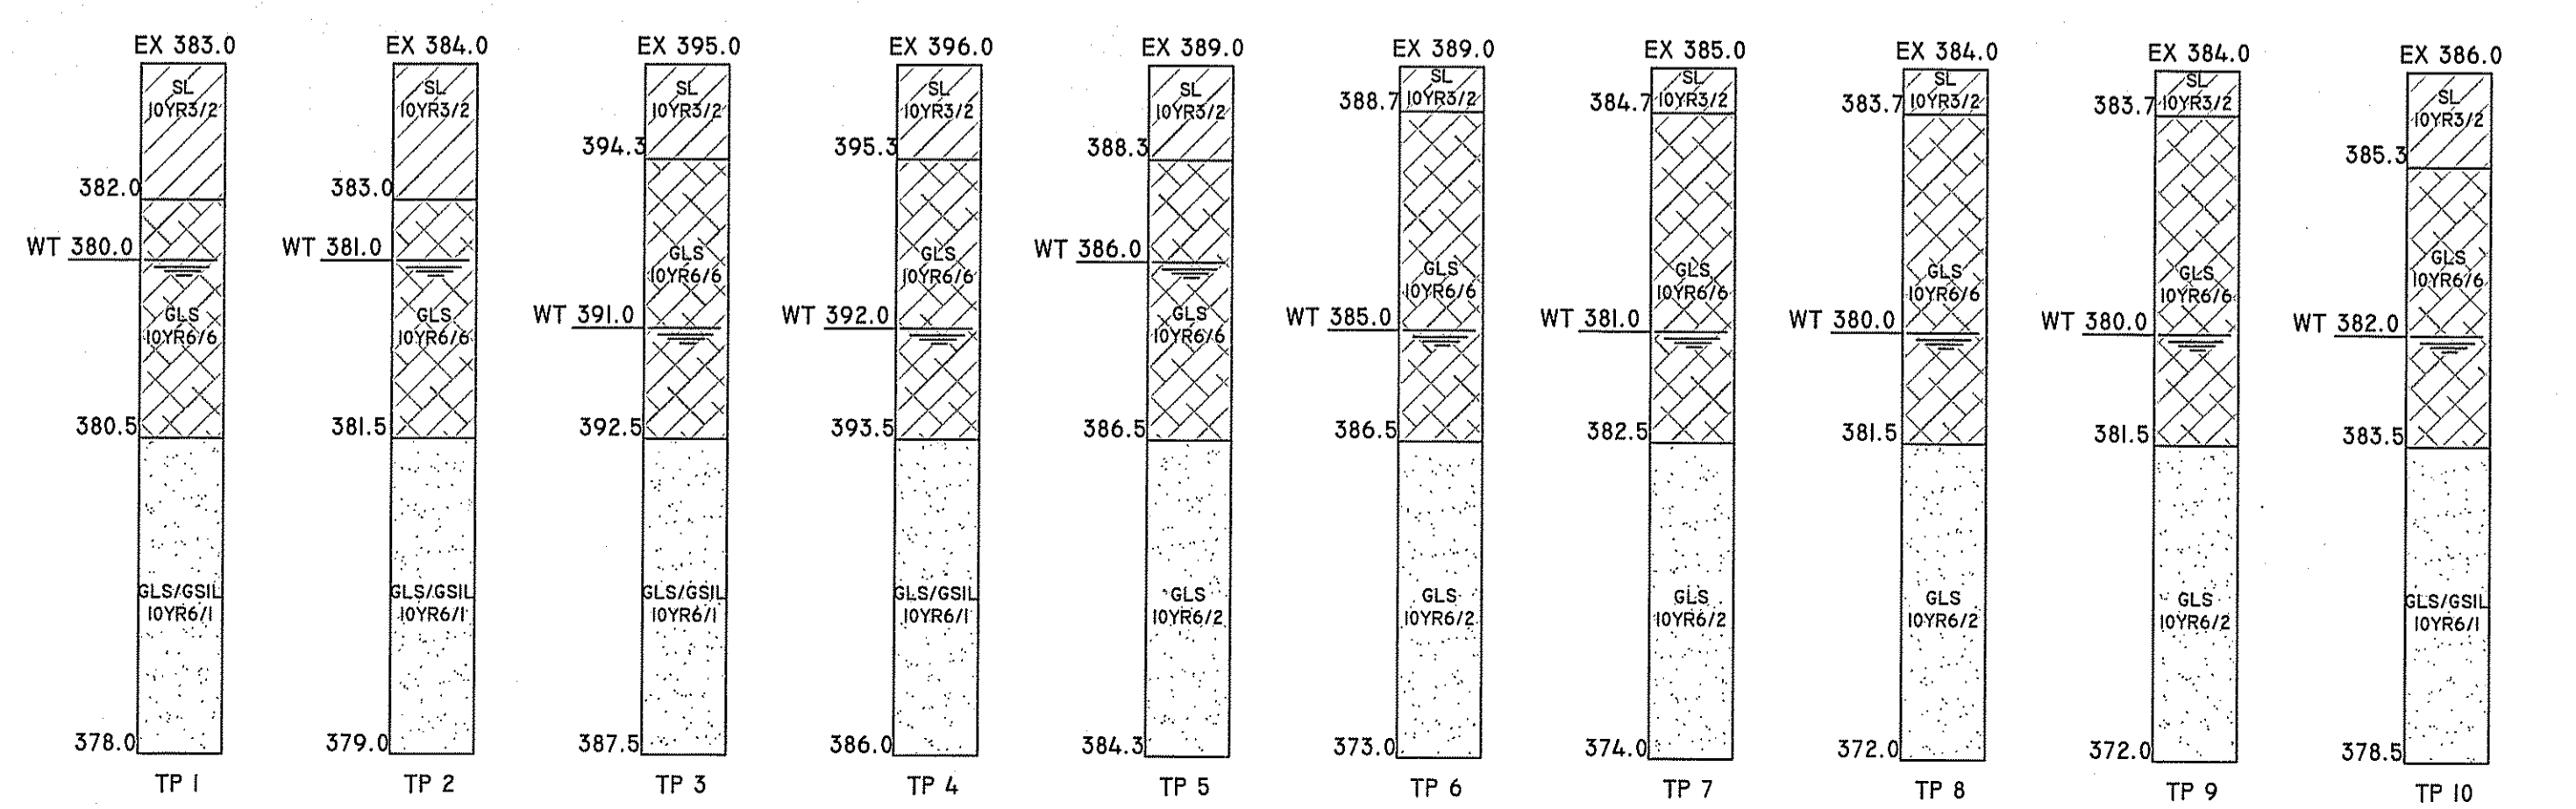 EX 383.0
SL
10YR3/2
382.0
WT 380.0
GLS
10YR6/6
380.5
GLS/GSIL
10YR6/1
378.0
TP 1
EX 384.0
SL
10YR3/2
383.0
WT 381.0
GLS
10YR6/6
381.5
GLS/GSIL
10YR6/1
379.0
TP 2
EX 395.0
SL
10YR3/2
394.3
GLS
10YR6/6
WT 391.0
392.5
GLS/GSIL
10YR6/1
387.5
TP 3
EX 396.0
SL
10YR3/2
395.3
GLS
10YR6/6
WT 392.0
393.5
GLS/GSIL
10YR6/1
386.0
TP 4
EX 389.0
SL
10YR3/2
388.3
WT 386.0
GLS
10YR6/6
386.5
GLS
10YR6/2
384.3
TP 5
EX 389.0
SL
10YR3/2
388.7
GLS
10YR6/6
WT 385.0
386.5
GLS
10YR6/2
373.0
TP 6
EX 385.0
SL
10YR3/2
384.7
GLS
10YR6/6
WT 381.0
382.5
GLS
10YR6/2
374.0
TP 7
EX 384.0
SL
10YR3/2
383.7
GLS
10YR6/6
WT 380.0
381.5
GLS
10YR6/2
372.0
TP 8
EX 384.0
SL
10YR3/2
383.7
GLS
10YR6/6
WT 380.0
381.5
GLS
10YR6/2
372.0
TP 9
EX 386.0
SL
10YR3/2
385.3
GLS
10YR6/6
WT 382.0
383.5
GLS/GSIL
10YR6/1
378.5
TP 10